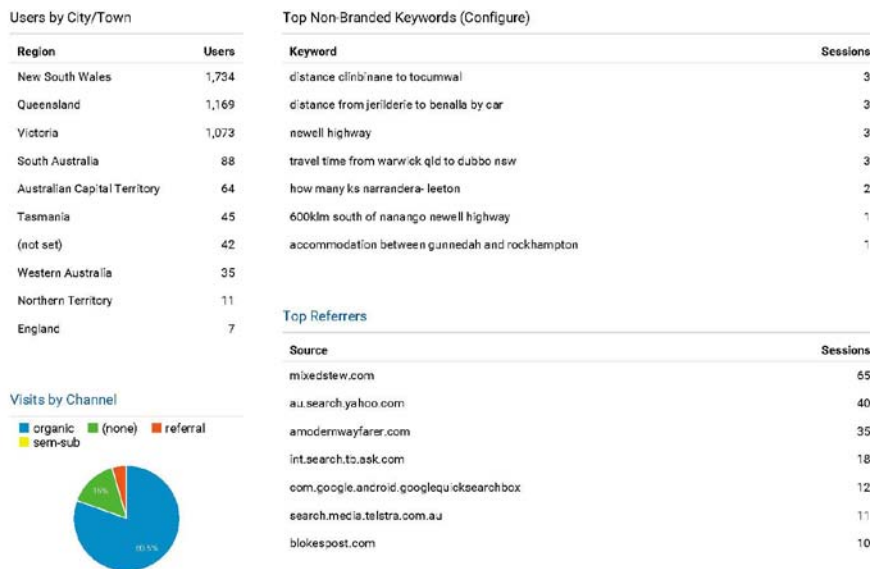 Users by City/Town
Region Users
New South Wales 1,734
Queensland 1,169
Victoria 1,073
South Australia 88
Australian Capital Territory 64
Tasmania 45
(not set) 42
Western Australia 35
Northern Territory 11
England 7
Visits by Channel
organic (none) referral
sem-sub
15%
80.5%
Top Non-Branded Keywords (Configure)
Keyword Sessions
distance clinbinane to tocumwal 3
distance from jerilderie to benalla by car 3
newell highway 3
travel time from warwick qld to dubbo nsw 3
how many ks narrandera- leeton 2
600klm south of nanango newell highway 1
accommodation between gunnedah and rockhampton 1
Top Referrers
Source Sessions
mixedstew.com 65
au.search.yahoo.com 40
amodernwayfarer.com 35
int.search.tb.ask.com 18
com.google.android.googlequicksearchbox 12
search.media.telstra.com.au 11
blokespost.com 10